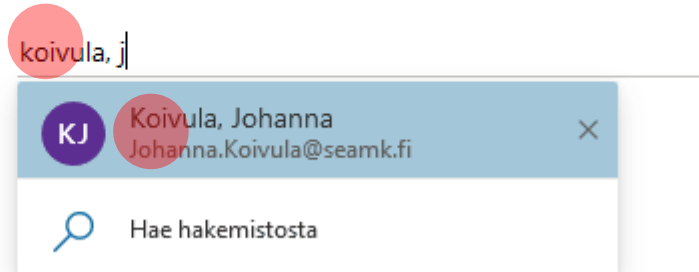 koivula, j
KJ
Koivula, Johanna
Johanna.Koivula@seamk.fi
Hae hakemistosta